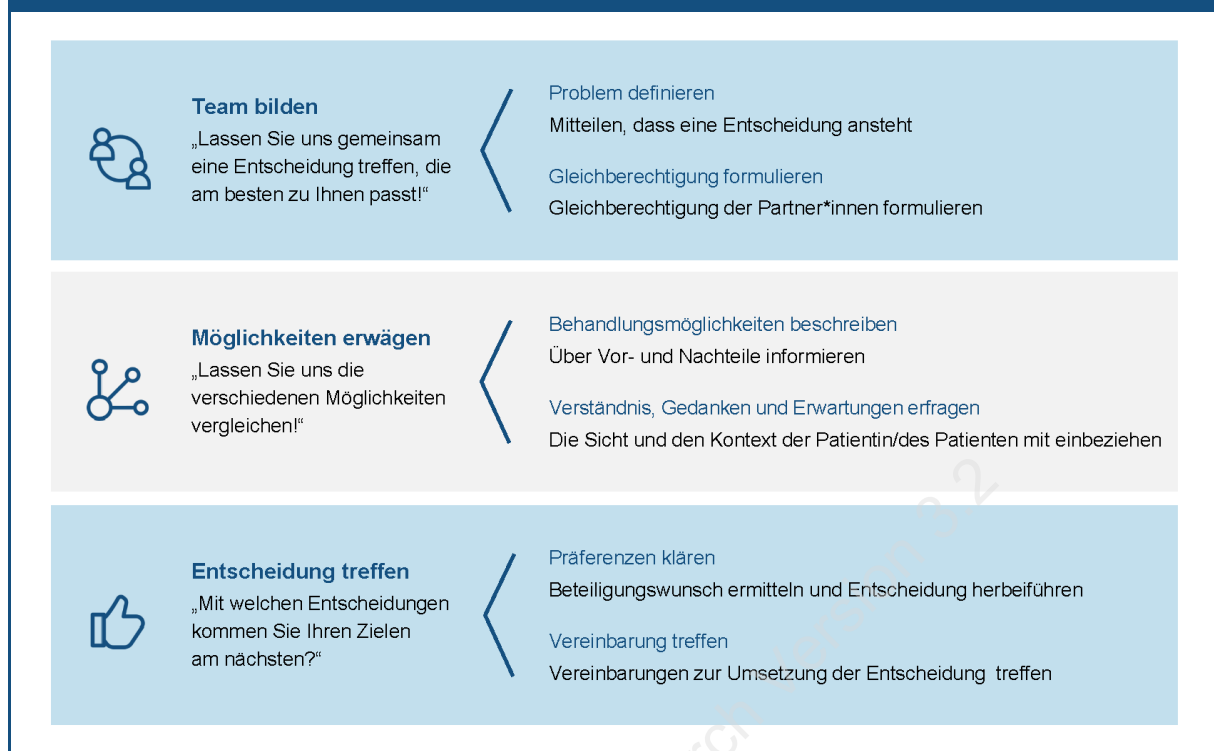 Team bilden
„Lassen Sie uns gemeinsam
eine Entscheidung treffen, die
am besten zu Ihnen passt!“
Problem definieren
Mitteilen, dass eine Entscheidung ansteht
Gleichberechtigung formulieren
Gleichberechtigung der Partner*innen formulieren
Möglichkeiten erwägen
„Lassen Sie uns die
verschiedenen Möglichkeiten
vergleichen!“
Behandlungsmöglichkeiten beschreiben
Über Vor- und Nachteile informieren
Verständnis, Gedanken und Erwartungen erfragen
Die Sicht und den Kontext der Patientin/des Patienten mit einbeziehen
Entscheidung treffen
„Mit welchen Entscheidungen
kommen Sie Ihren Zielen
am nächsten?“
Präferenzen klären
Beteiligungswunsch ermitteln und Entscheidung herbeiführen
Vereinbarung treffen
Vereinbarungen zur Umsetzung der Entscheidung treffen
3.2